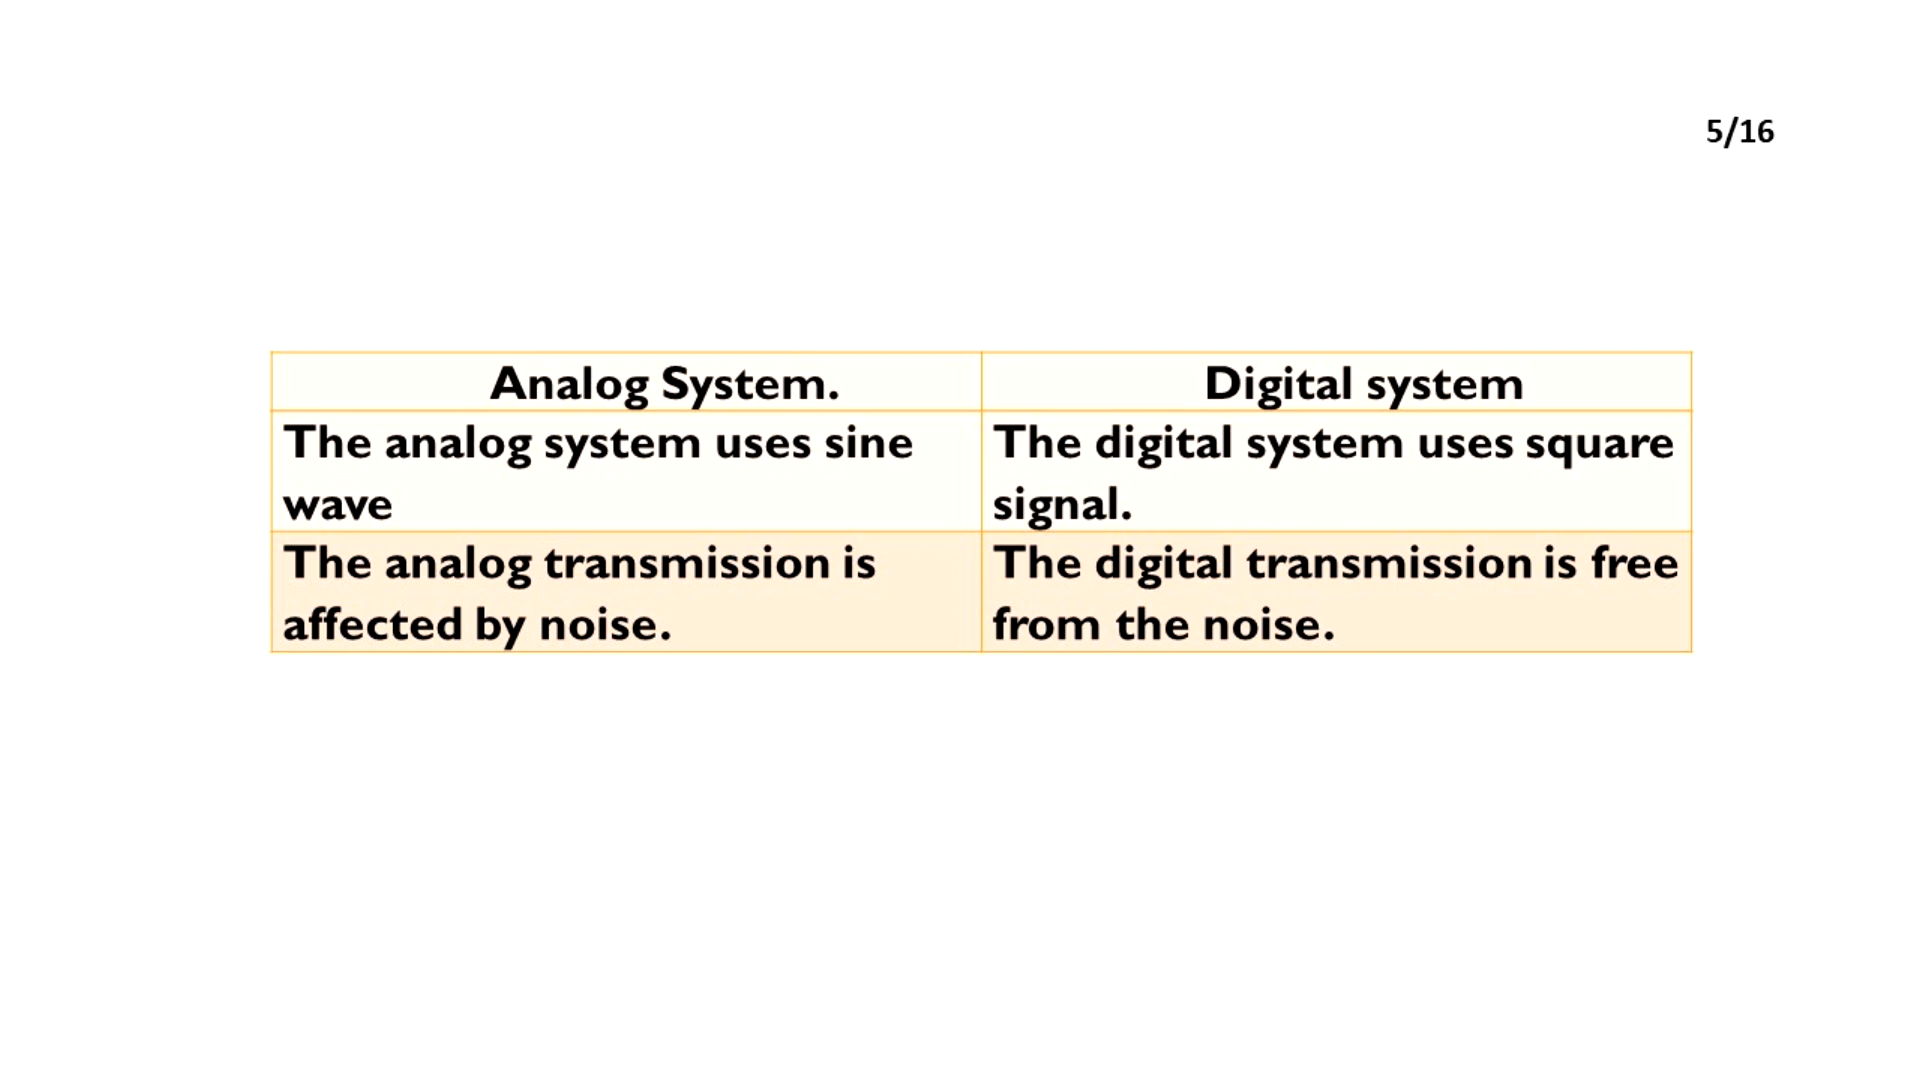 5/16
Analog System.
Digital system
The analog system uses sine
wave
The digital system uses square
signal.
The analog transmission is
affected by noise.
The digital transmission is free
from the noise.